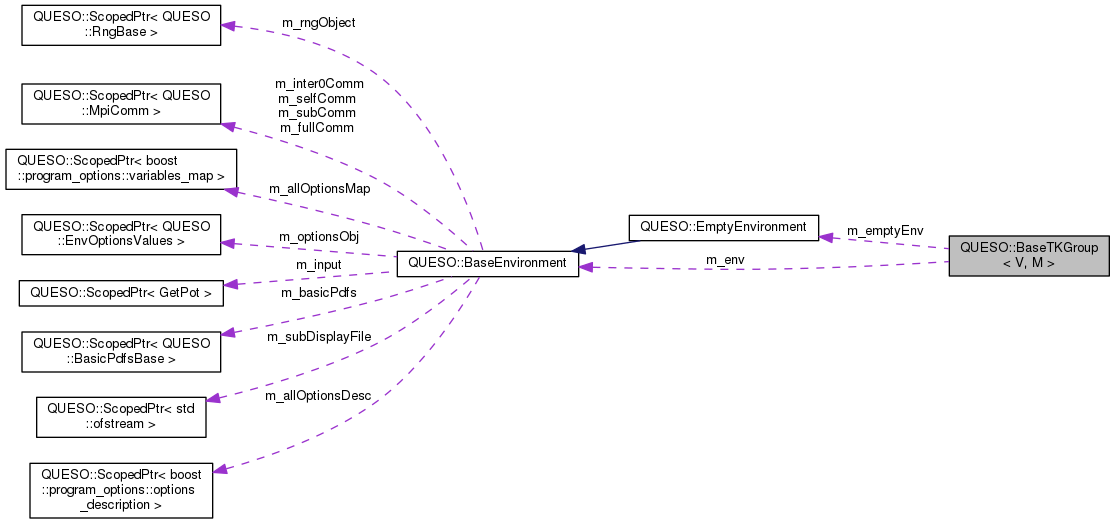 QUESO::ScopedPtr< QUESO
::RngBase >
m_rngObject
QUESO::ScopedPtr< QUESO
::MpiComm >
m_inter0Comm
m_selfComm
m_subComm
m_fullComm
QUESO::ScopedPtr< boost
::program_options::variables_map >
m_allOptionsMap
QUESO::ScopedPtr< QUESO
::EnvOptionsValues >
m_optionsObj
QUESO::ScopedPtr< GetPot >
m_input
QUESO::ScopedPtr< QUESO
::BasicPdfsBase >
m_basicPdfs
QUESO::ScopedPtr< std
::ofstream >
m_subDisplayFile
QUESO::ScopedPtr< boost
::program_options::options
_description >
m_allOptionsDesc
QUESO::BaseEnvironment
QUESO::EmptyEnvironment
m_emptyEnv
m_env
QUESO::BaseTKGroup
< V, M >